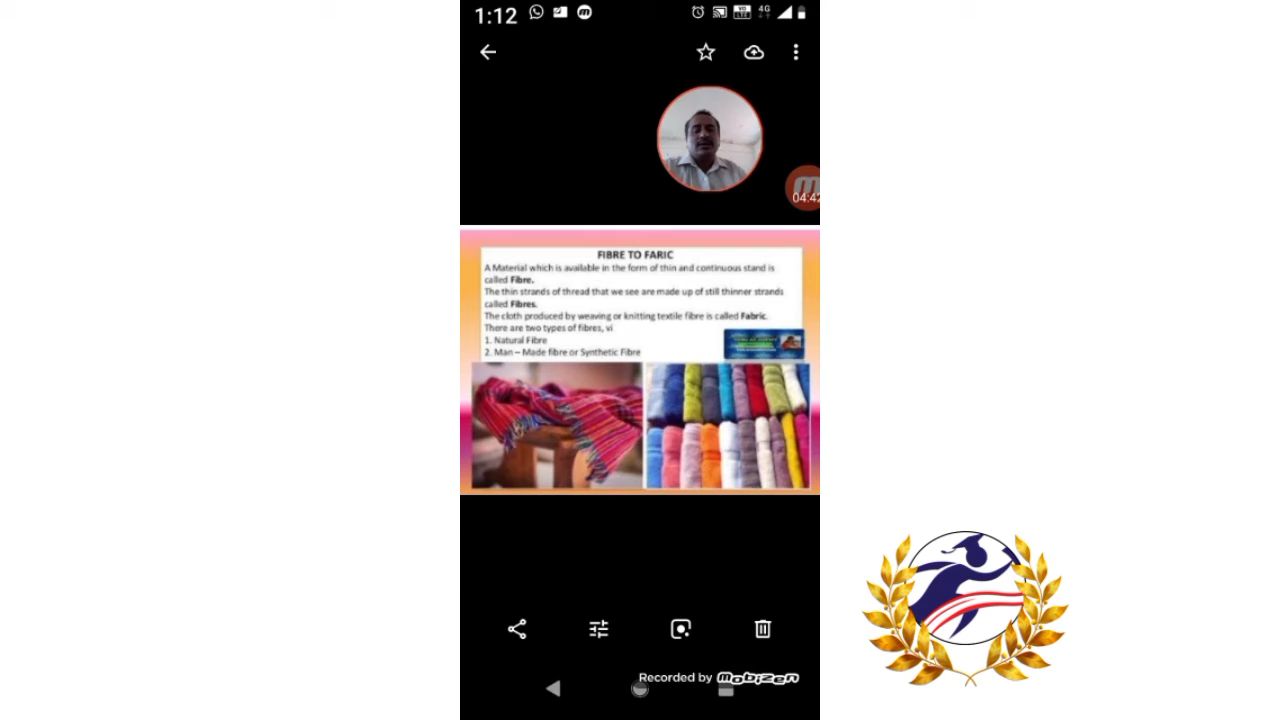 1:12
VO
LTE
4G
04:42
FIBRE TO FARIC
A Material which is available in the form of thin and continuous stand is
called Fibre.
The thin strands of thread that we see are made up of still thinner strands
called Fibres.
The cloth produced by weaving or knitting textile fibre is called Fabric.
There are two types of fibres, vi
1. Natural Fibre
2. Man – Made fibre or Synthetic Fibre
Recorded by mobizen